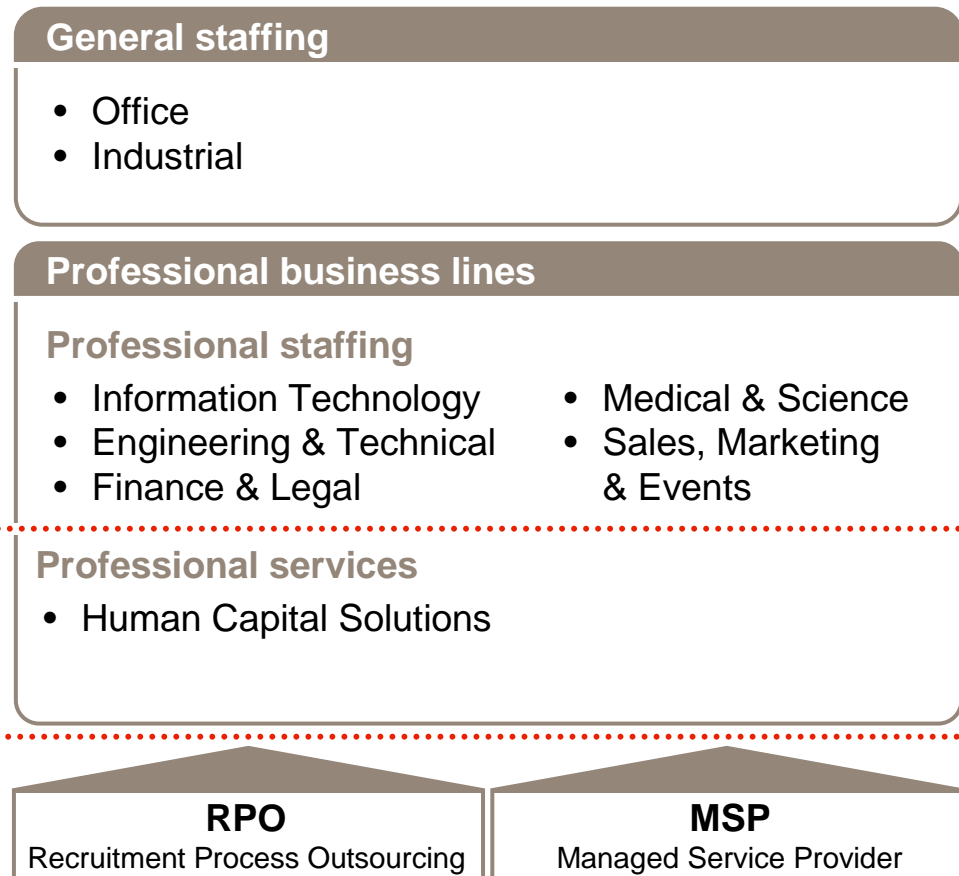 General staffing
• Office
• Industrial
Professional business lines
Professional staffing
• Information Technology
• Engineering & Technical
• Finance & Legal
• Medical & Science
• Sales, Marketing
& Events
Professional services
• Human Capital Solutions
RPO
Recruitment Process Outsourcing
MSP
Managed Service Provider